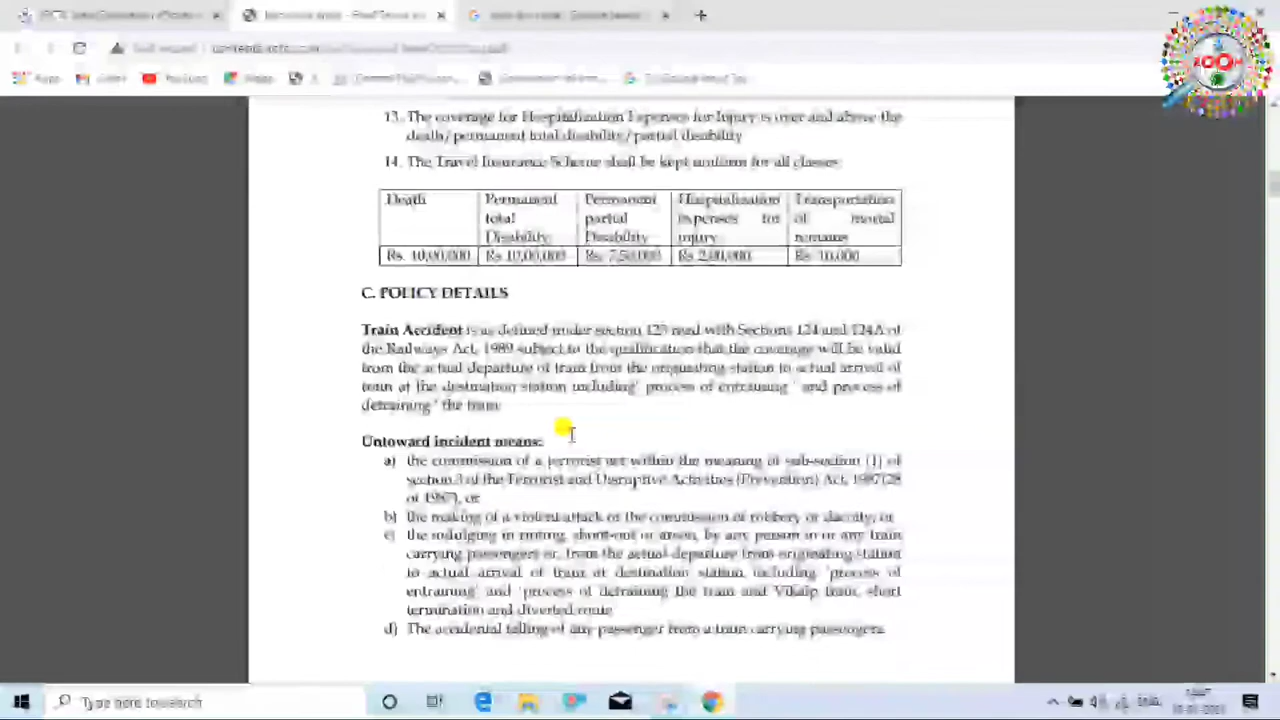 13. The coverage for Hospitalization Expenses for Injury is over and above the
death/permanent total disability/partial disability
14. The Travel Insurance Scheme shall be kept uniform for all classes
Death
Permanent total Disability
Permanent partial Disability
Hospitalization expenses for injury
Transportation of mortal remains
Rs. 10,00,000
Rs 10,00,000
Rs. 7,50,000
Rs 2,00,000
Rs 10,000
C. POLICY DETAILS
Train Accident is as defined under section 123 read with Sections 124 and 124A of
the Railways Act, 1989 subject to the qualification that the coverage will be valid
from the actual departure of train from the originating station to actual arrival of
train at the destination station including' process of entraining ' and process of
detraining ' the train
Untoward incident means:
a) the commission of a terrorist act within the meaning of sub-section (1) of
section 3 of the Terrorist and Disruptive Activities (Prevention) Act, 1987(28
of 1987), or
b) the making of a violent attack or the commission of robbery or dacoity, or
c) the indulging in rioting, shoot-out or arson, by any person in or any train
carrying passengers or, from the actual departure from originating station
to actual arrival of train at destination station including 'process of
entraining' and 'process of detraining the train and Vikalp train, short
termination and diverted route
d) The accidental falling of any passenger from a train carrying passengers
Type here to search
ZOOM